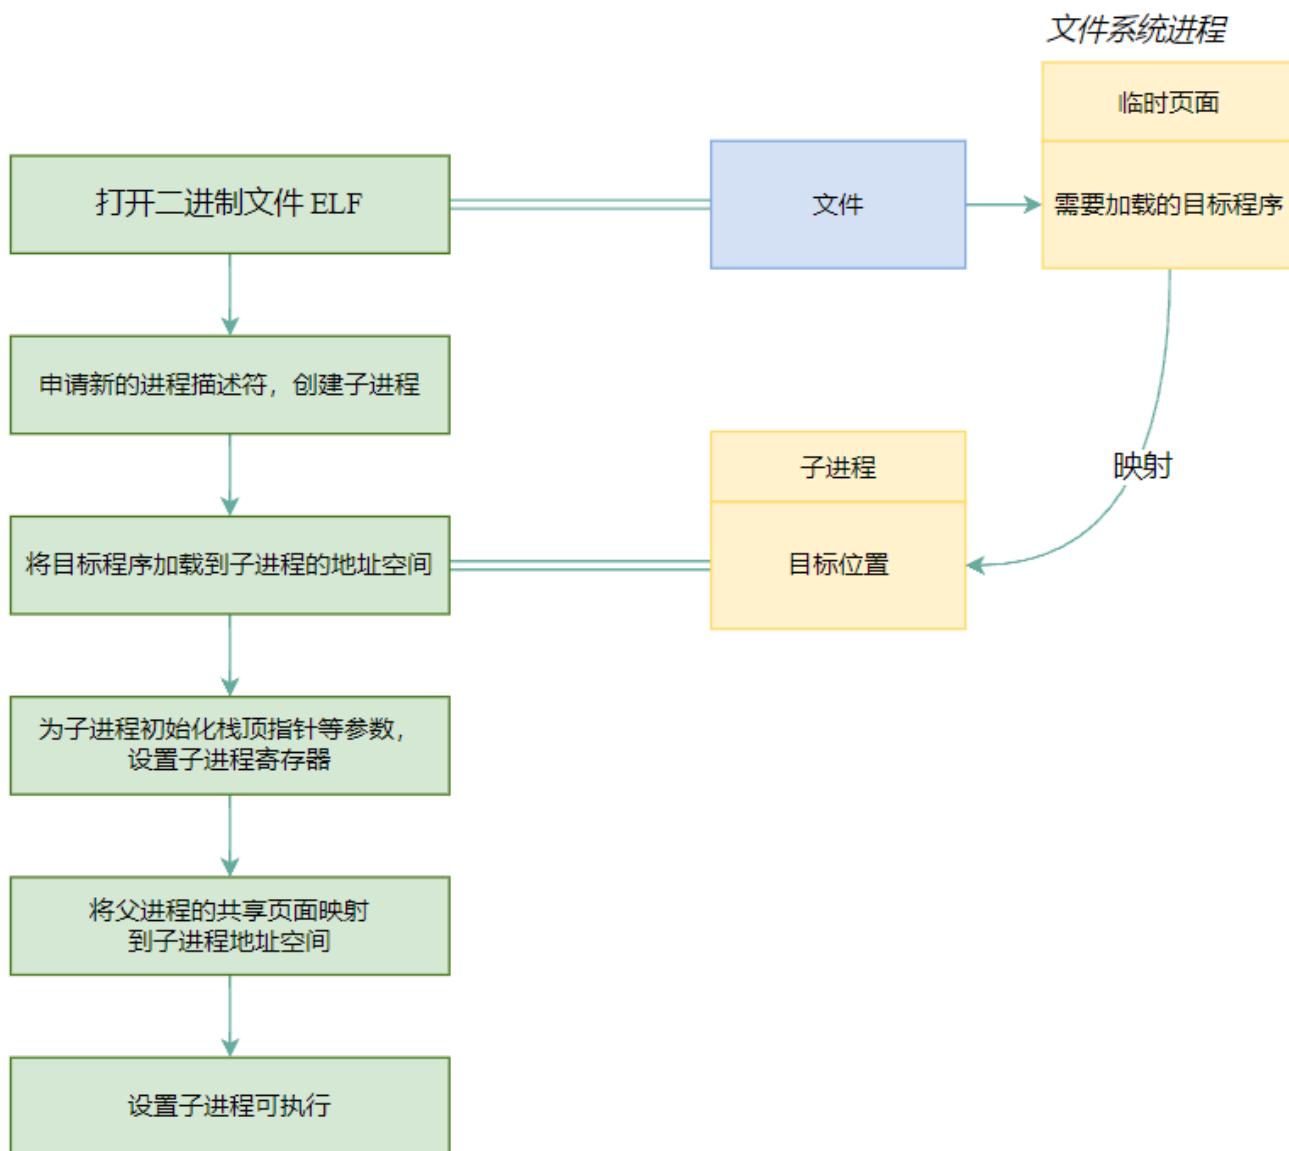 文件系统进程
临时页面
打开二进制文件 ELF
文件
需要加载的目标程序
申请新的进程描述符，创建子进程
子进程
映射
将目标程序加载到子进程的地址空间
目标位置
为子进程初始化栈顶指针等参数，
设置子进程寄存器
将父进程的共享页面映射
到子进程地址空间
设置子进程可执行